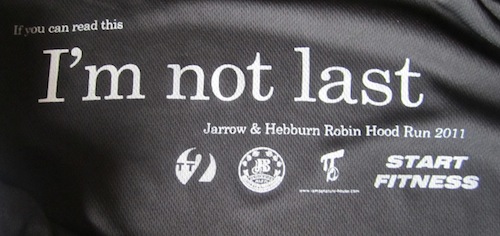 If you can read this
I'm not last
Jarrow & Hebburn Robin Hood Run 2011
START
FITNESS